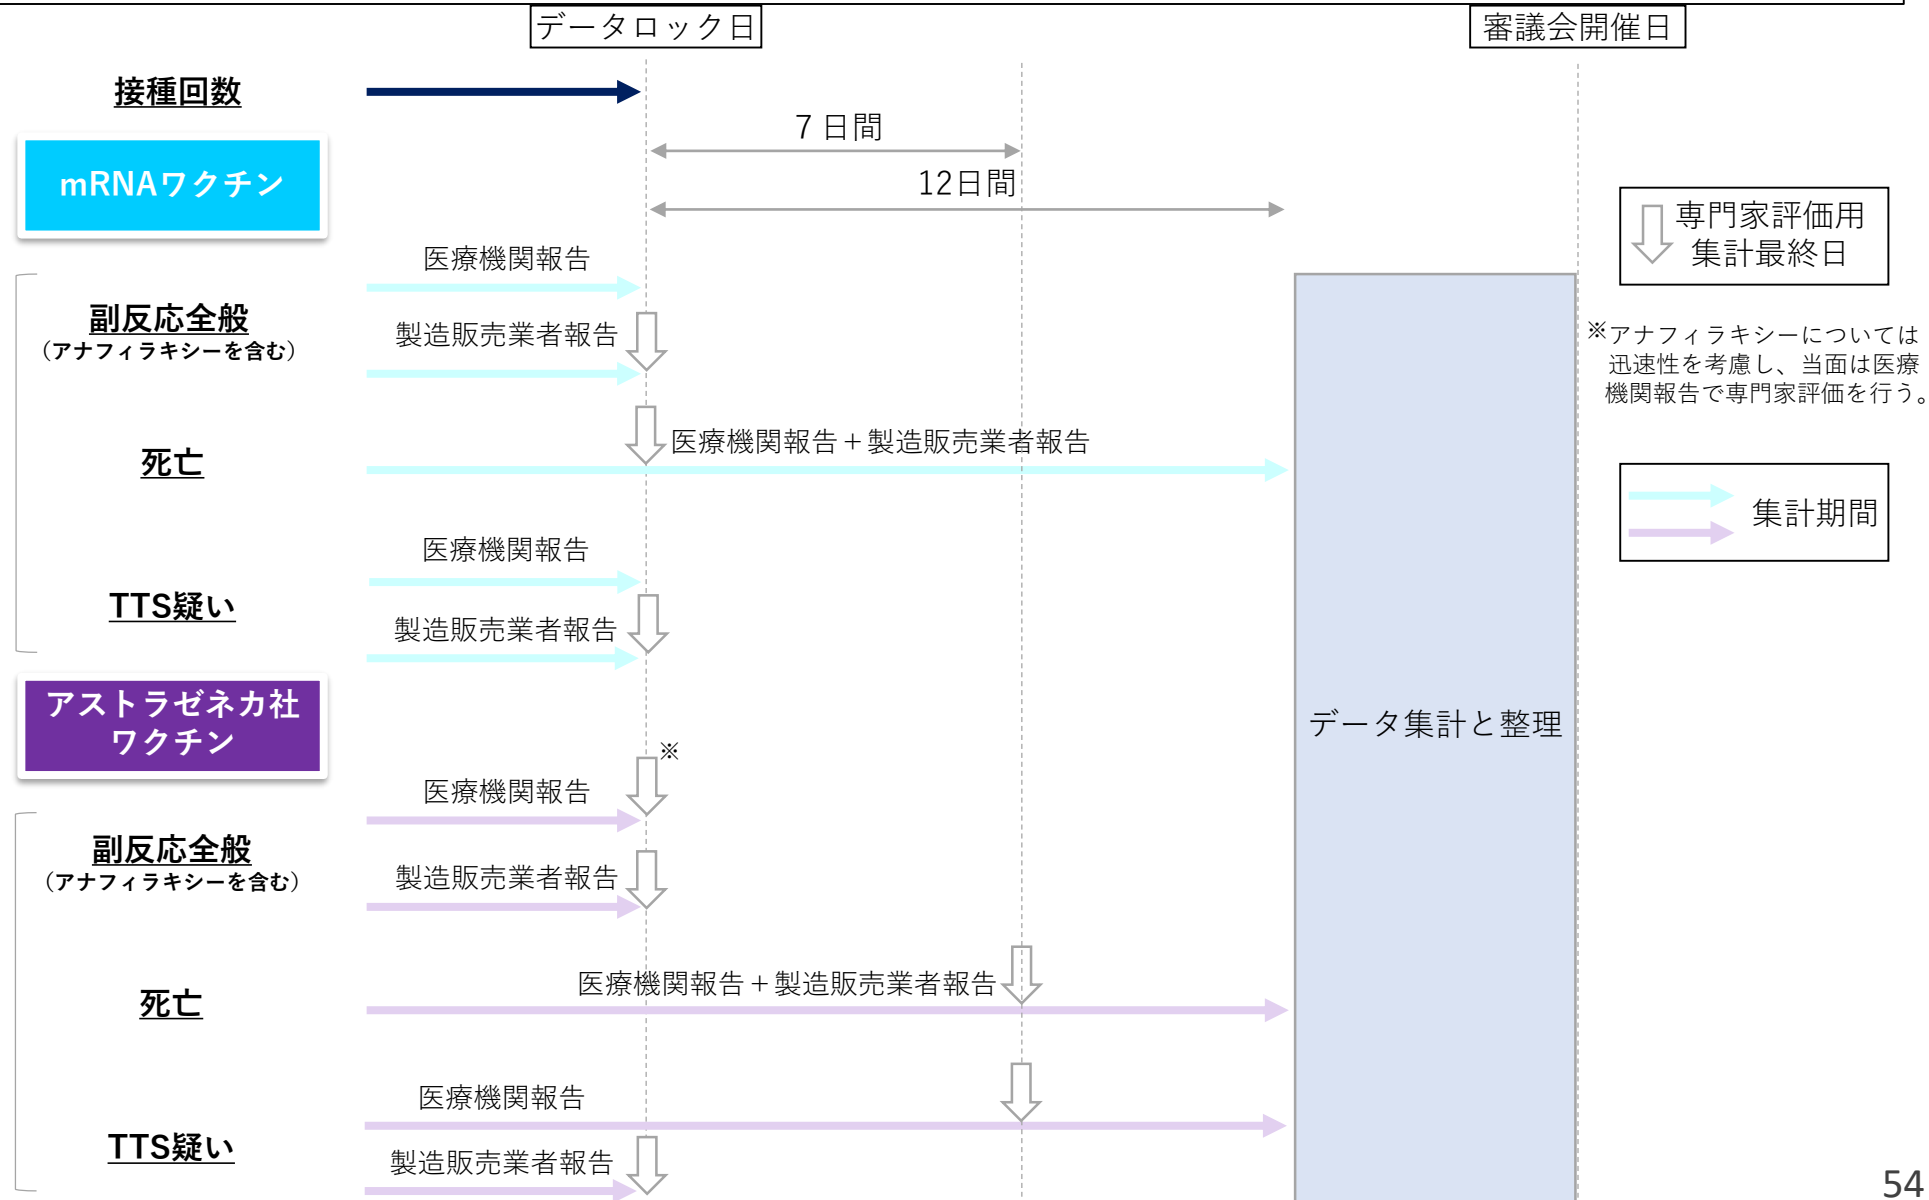 データロック日
審議会開催日
接種回数
７日間
mRNAワクチン
12日間
専門家評価用
集計最終日
医療機関報告
副反応全般
（アナフィラキシーを含む）
製造販売業者報告
※アナフィラキシーについては
迅速性を考慮し、当面は医療
機関報告で専門家評価を行う。
医療機関報告＋製造販売業者報告
死亡
集計期間
医療機関報告
TTS疑い
製造販売業者報告
アストラゼネカ社
ワクチン
データ集計と整理
※
医療機関報告
副反応全般
（アナフィラキシーを含む）
製造販売業者報告
医療機関報告＋製造販売業者報告
死亡
医療機関報告
TTS疑い
製造販売業者報告
54